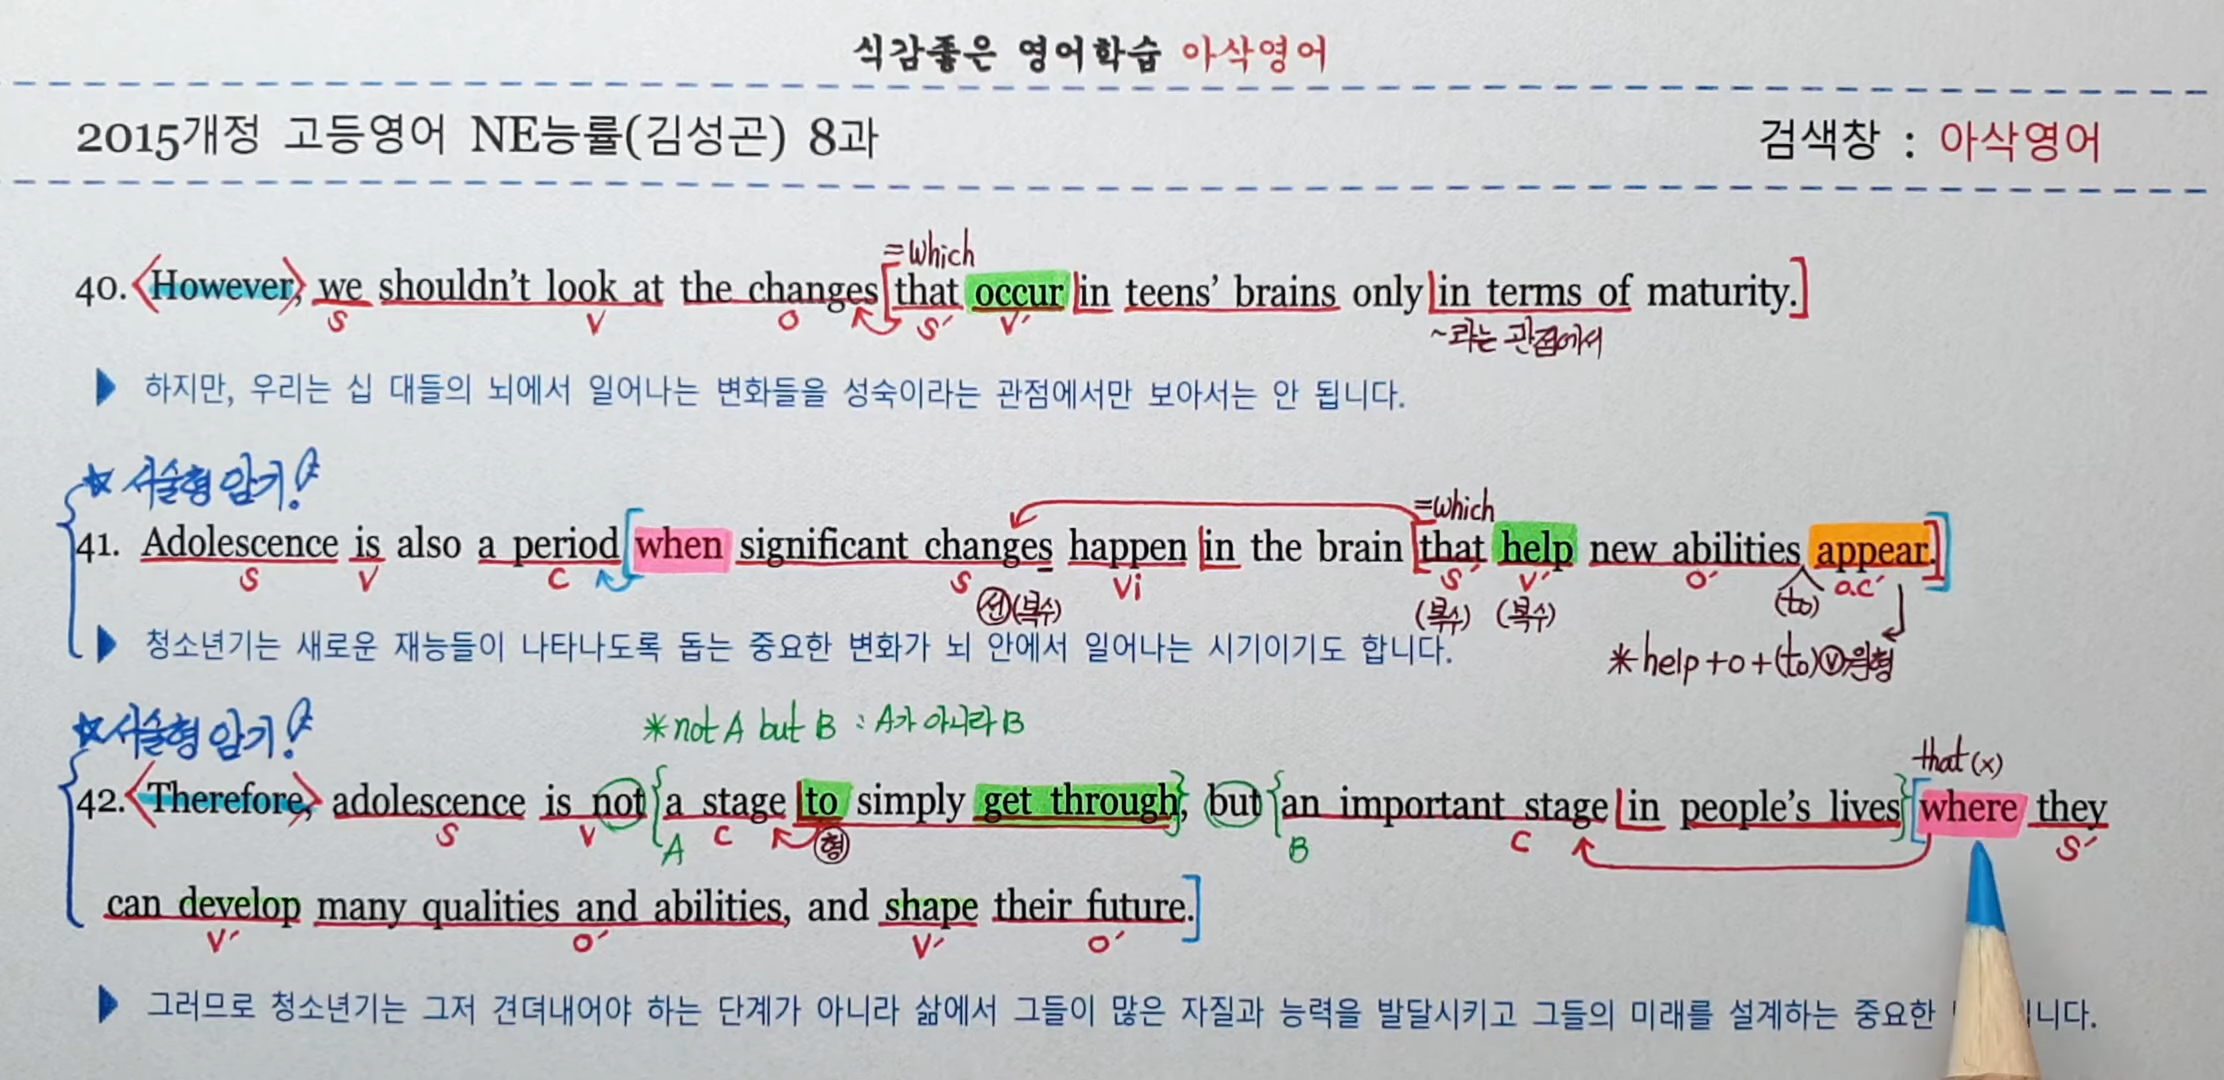 식감좋은 영어학습 아삭영어
2015개정 고등영어 NE능률(김성곤) 8과
검색창 : 아삭영어
=which
40. However, we shouldn't look at the changes that occur in teens' brains only in terms of maturity.
S V O S' V'
~라는 관점에서
하지만, 우리는 십 대들의 뇌에서 일어나는 변화들을 성숙이라는 관점에서만 보아서는 안 됩니다.
서술형 암기!
=which
41. Adolescence is also a period when significant changes happen in the brain that help new abilities appear.
S V C S Vi S' V' O' (to) o.c'
선(복수) (복수) (복수)
청소년기는 새로운 재능들이 나타나도록 돕는 중요한 변화가 뇌 안에서 일어나는 시기이기도 합니다.
*help+o+(to)V원형
서술형 암기!
*not A but B : A가 아니라 B
that (x)
42. Therefore, adolescence is not a stage to simply get through, but an important stage in people's lives where they
S V A C 형 B C S'
can develop many qualities and abilities, and shape their future.
V' O' V' O'
그러므로 청소년기는 그저 견뎌내어야 하는 단계가 아니라 삶에서 그들이 많은 자질과 능력을 발달시키고 그들의 미래를 설계하는 중요한 니다.